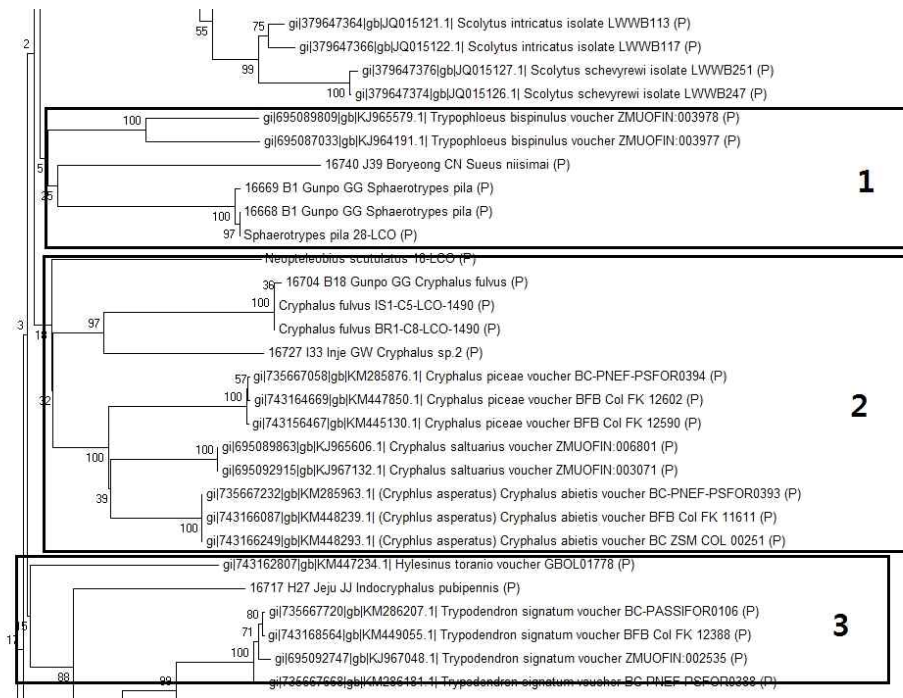 2
55
75
gi|379647364|gb|JQ015121.1| Scolytus intricatus isolate LWWB113 (P)
gi|379647366|gb|JQ015122.1| Scolytus intricatus isolate LWWB117 (P)
99
gi|379647376|gb|JQ015127.1| Scolytus schevyrewi isolate LWWB251 (P)
100
gi|379647374|gb|JQ015126.1| Scolytus schevyrewi isolate LWWB247 (P)
100
gi|695089809|gb|KJ965579.1| Trypophloeus bispinulus voucher ZMUOFIN:003978 (P)
gi|695087033|gb|KJ964191.1| Trypophloeus bispinulus voucher ZMUOFIN:003977 (P)
5
16740 J39 Boryeong CN Sueus niisimai (P)
1
25
16669 B1 Gunpo GG Sphaerotrypes pila (P)
100
16668 B1 Gunpo GG Sphaerotrypes pila (P)
97
Sphaerotrypes pila 28-LCO (P)
Neopteleobius scutulatus 16-LCO (P)
36
16704 B18 Gunpo GG Cryphalus fulvus (P)
100
Cryphalus fulvus IS1-C5-LCO-1490 (P)
3
18
97
Cryphalus fulvus BR1-C8-LCO-1490 (P)
16727 I33 Inje GW Cryphalus sp.2 (P)
57
gi|735667058|gb|KM285876.1| Cryphalus piceae voucher BC-PNEF-PSFOR0394 (P)
32
100
gi|743164669|gb|KM447850.1| Cryphalus piceae voucher BFB Col FK 12602 (P)
2
gi|743156467|gb|KM445130.1| Cryphalus piceae voucher BFB Col FK 12590 (P)
100
100
gi|695089863|gb|KJ965606.1| Cryphalus saltuarius voucher ZMUOFIN:006801 (P)
gi|695092915|gb|KJ967132.1| Cryphalus saltuarius voucher ZMUOFIN:003071 (P)
39
gi|735667232|gb|KM285963.1| (Cryphlus asperatus) Cryphalus abietis voucher BC-PNEF-PSFOR0393 (P)
gi|743166087|gb|KM448239.1| (Cryphlus asperatus) Cryphalus abietis voucher BFB Col FK 11611 (P)
100
gi|743166249|gb|KM448293.1| (Cryphlus asperatus) Cryphalus abietis voucher BC ZSM COL 00251 (P)
gi|743162807|gb|KM447234.1| Hylesinus toranio voucher GBOL01778 (P)
16717 H27 Jeju JJ Indocryphalus pubipennis (P)
80
gi|735667720|gb|KM286207.1| Trypodendron signatum voucher BC-PASSIFOR0106 (P)
15
3
17
71
gi|743168564|gb|KM449055.1| Trypodendron signatum voucher BFB Col FK 12388 (P)
100
gi|695092747|gb|KJ967048.1| Trypodendron signatum voucher ZMUOFIN:002535 (P)
88
99
gi|735667668|gb|KM286181.1| Trypodendron signatum voucher BC-PNEF-PSFOR0388 (P)